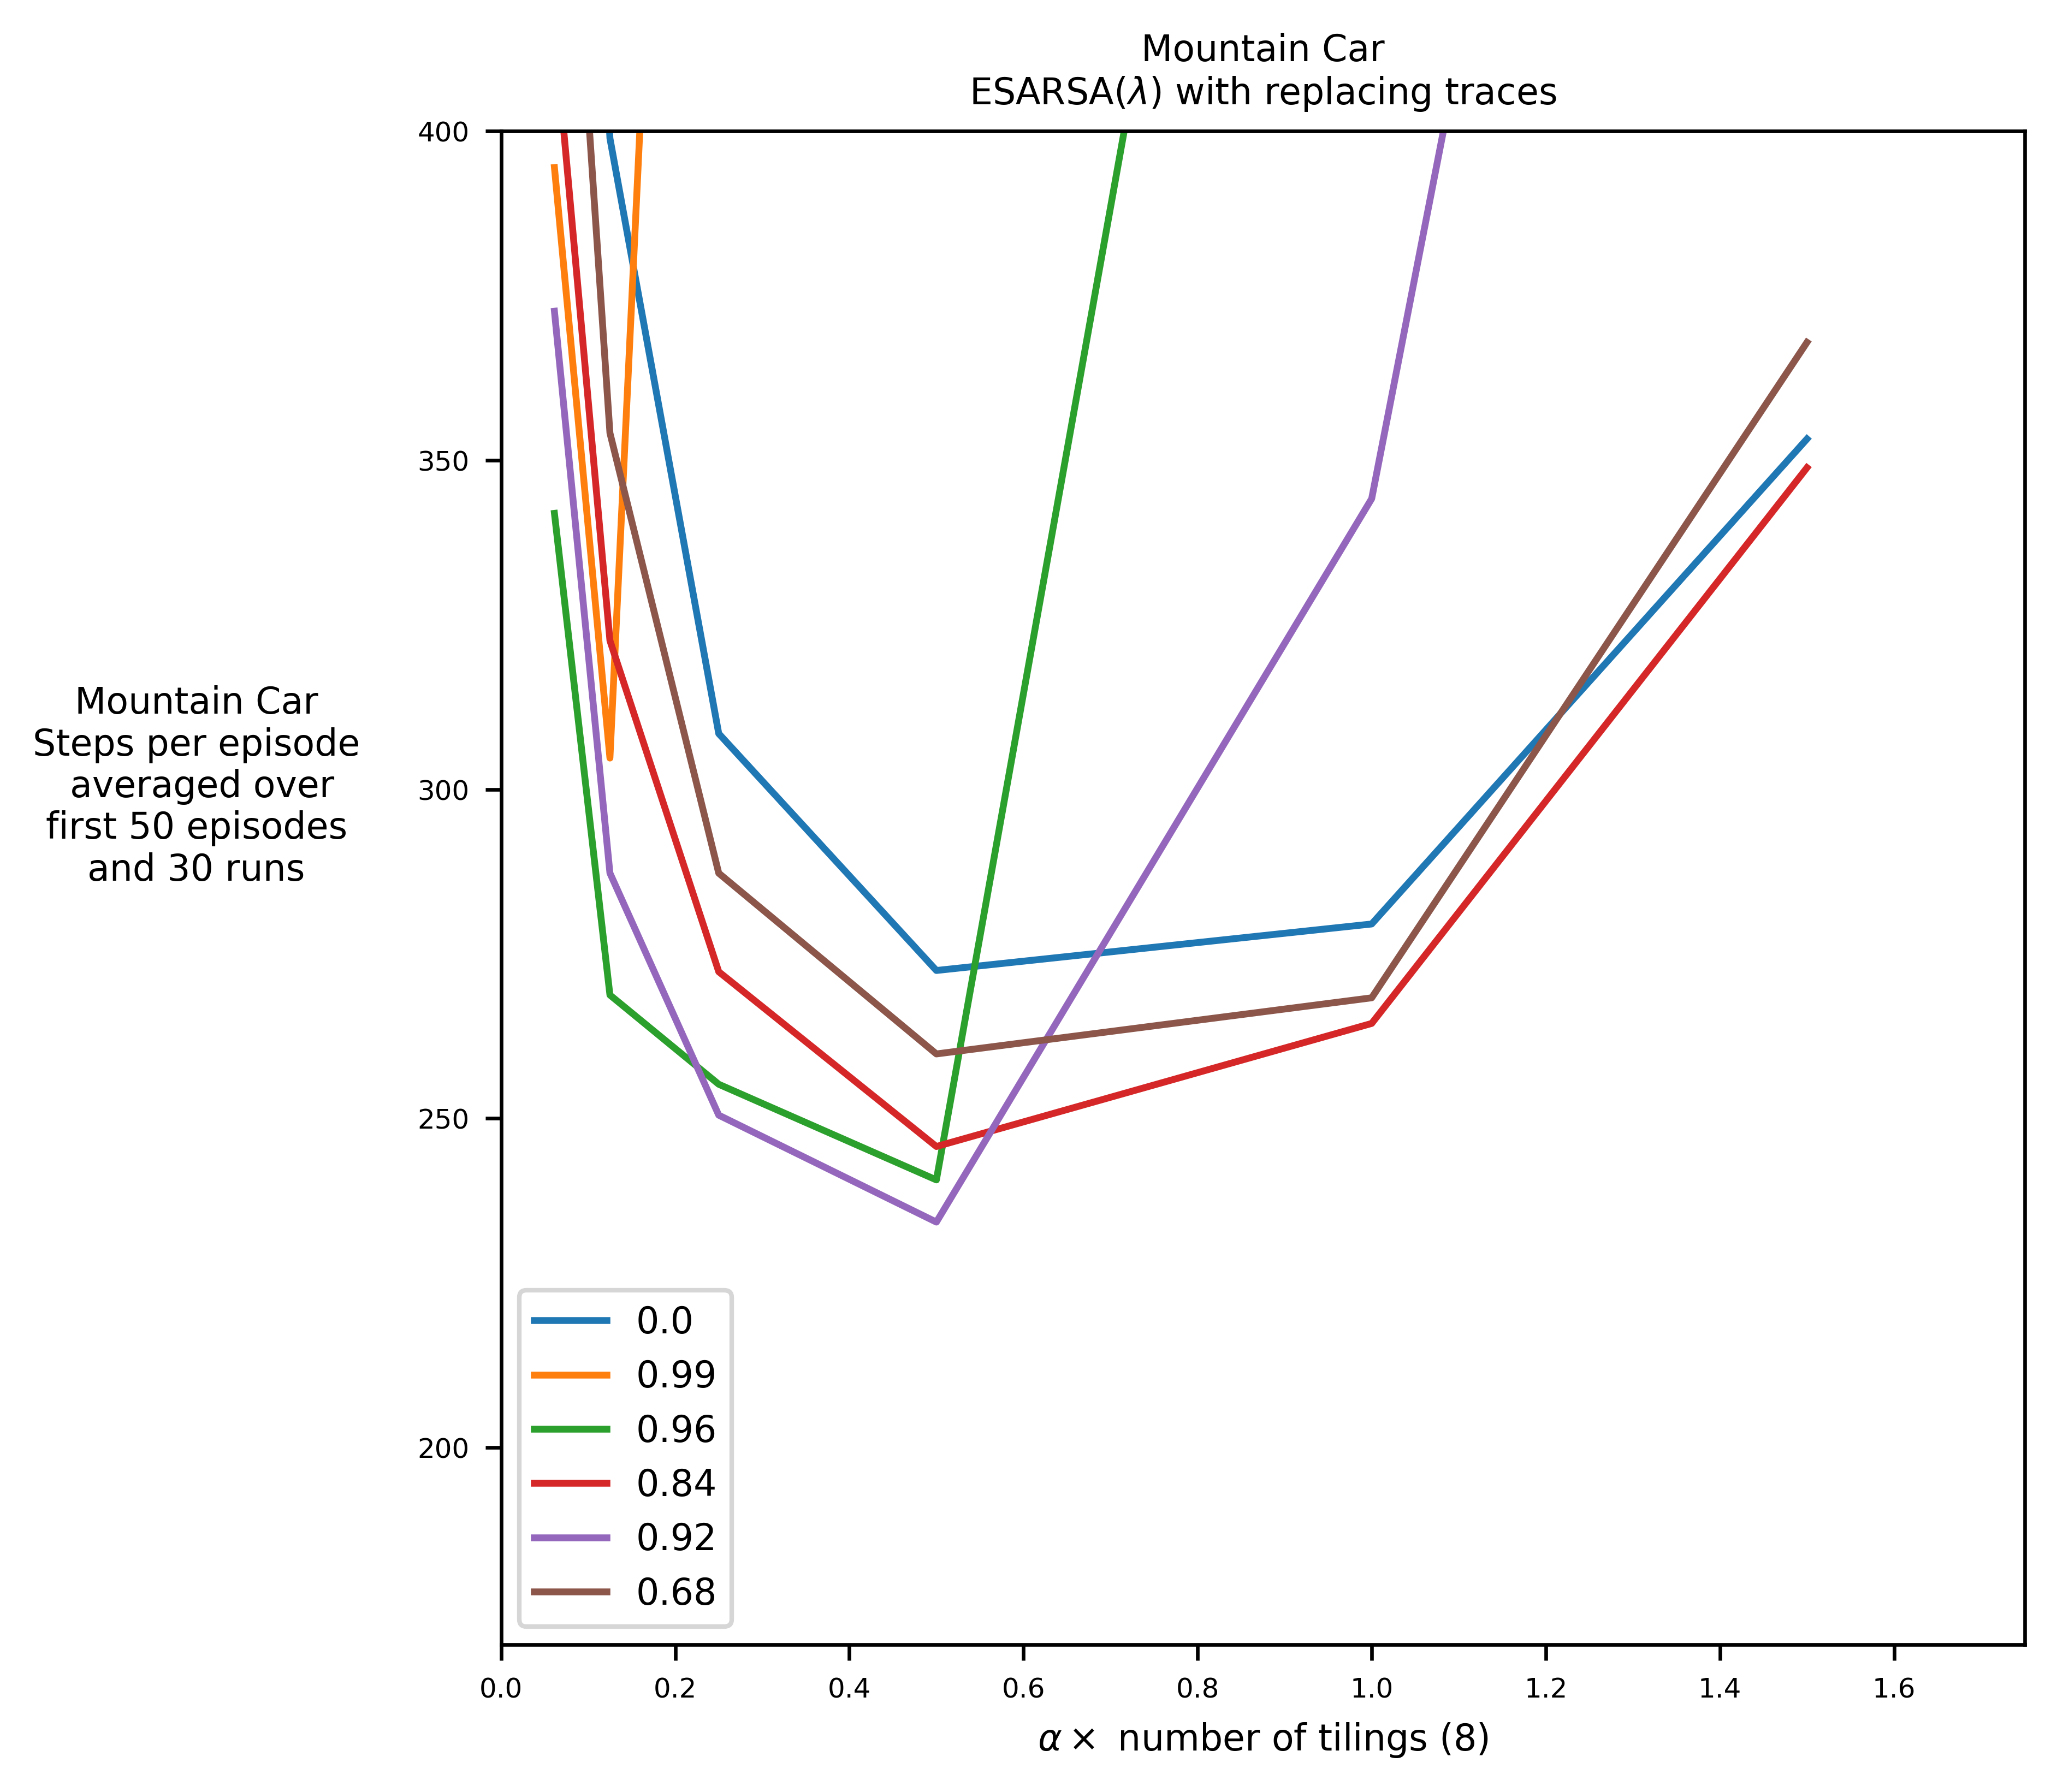 Mountain Car
ESARSA(λ) with replacing traces
400
350
300
250
200
Mountain Car
Steps per episode
averaged over
first 50 episodes
and 30 runs
0.0
0.99
0.96
0.84
0.92
0.68
0.0 0.2 0.4 0.6 0.8 1.0 1.2 1.4 1.6
α× number of tilings (8)